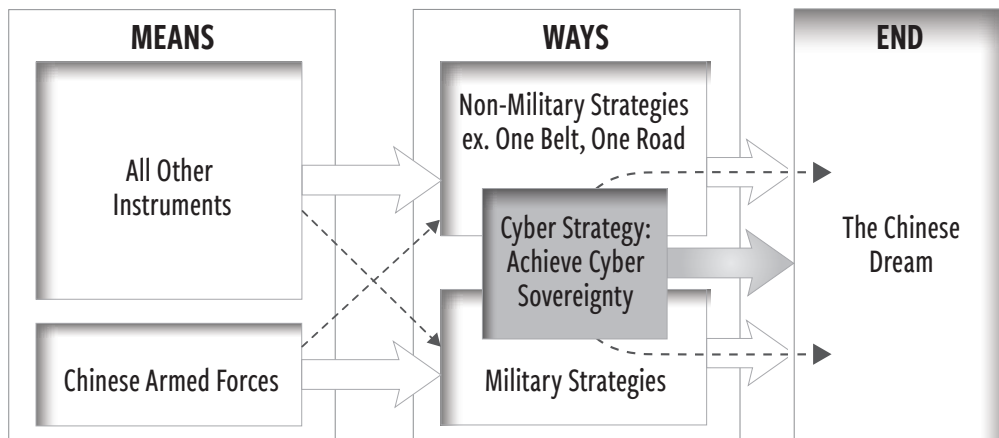 MEANS
All Other
Instruments
Chinese Armed Forces
WAYS
Non-Military Strategies
ex. One Belt, One Road
Cyber Strategy:
Achieve Cyber
Sovereignty
Military Strategies
END
The Chinese
Dream